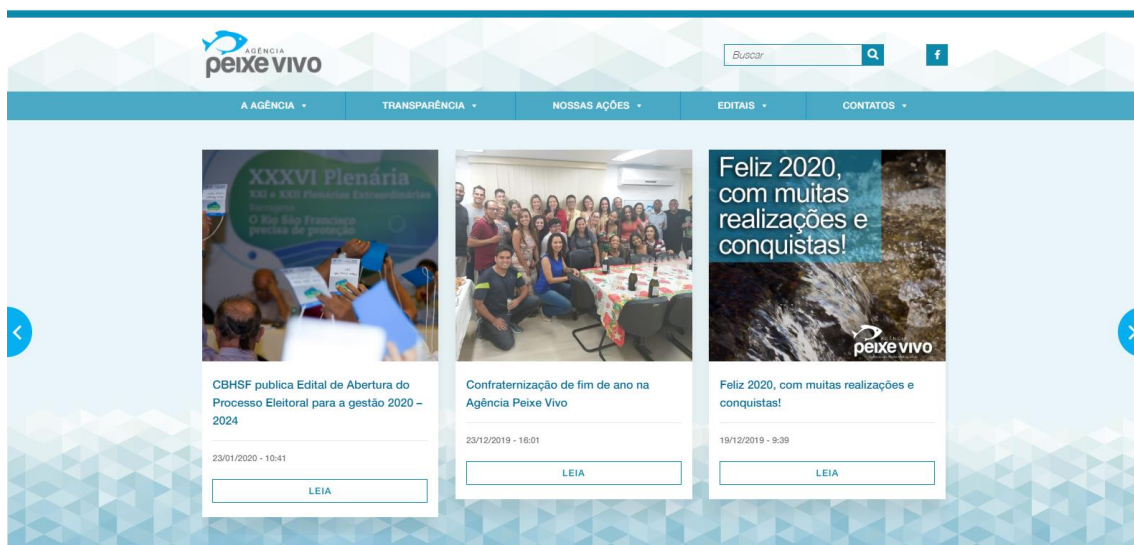 AGÊNCIA
peixe vivo
Buscar
f
A AGÊNCIA
TRANSPARÊNCIA
NOSSAS AÇÕES
EDITAIS
CONTATOS
XXXVI Plenária
XXI e XXII Plenárias Extraordinárias
O Rio São Francisco
precisa de proteção
CBHSF publica Edital de Abertura do
Processo Eleitoral para a gestão 2020 –
2024
23/01/2020 - 10:41
LEIA
Confraternização de fim de ano na
Agência Peixe Vivo
23/12/2019 - 16:01
LEIA
Feliz 2020,
com muitas
realizações e
conquistas!
AGÊNCIA
peixe vivo
Feliz 2020, com muitas realizações e
conquistas!
19/12/2019 - 9:39
LEIA